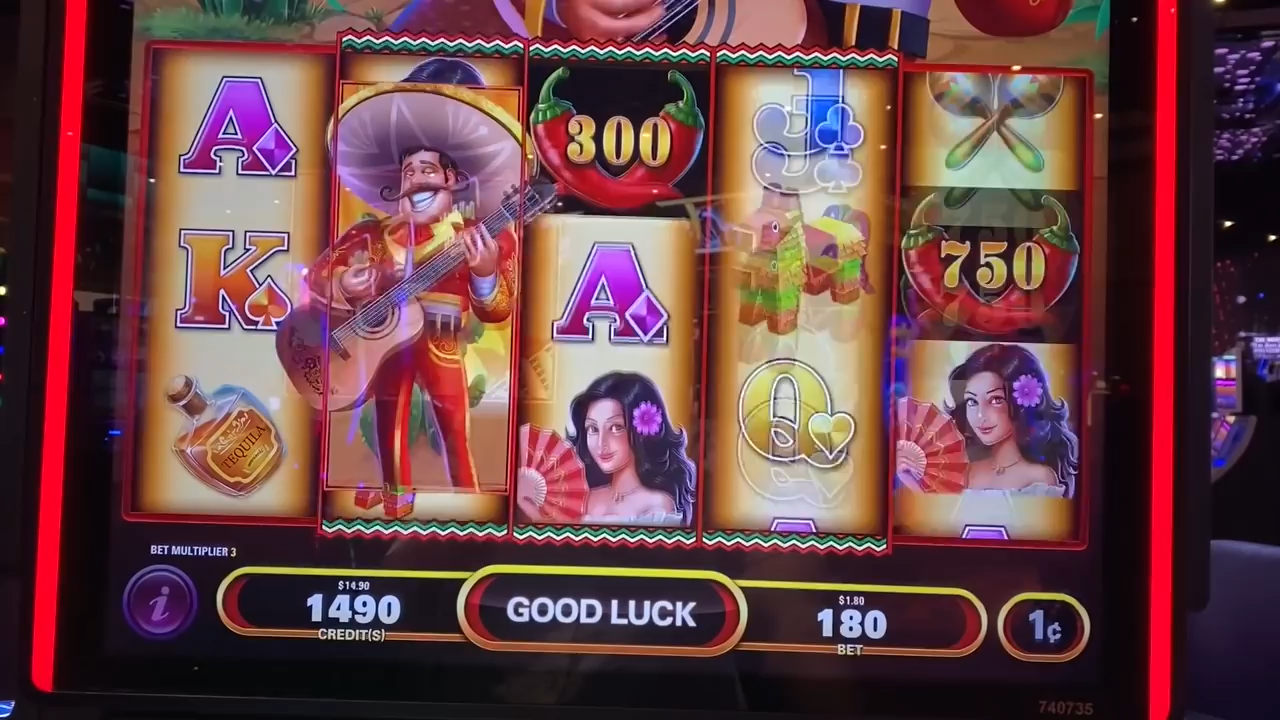 A
300
J
K
A
750
TEQUILA
Q
BET MULTIPLIER 3
i
$14.90
1490
CREDIT(S)
GOOD LUCK
$1.80
180
BET
1¢
740735